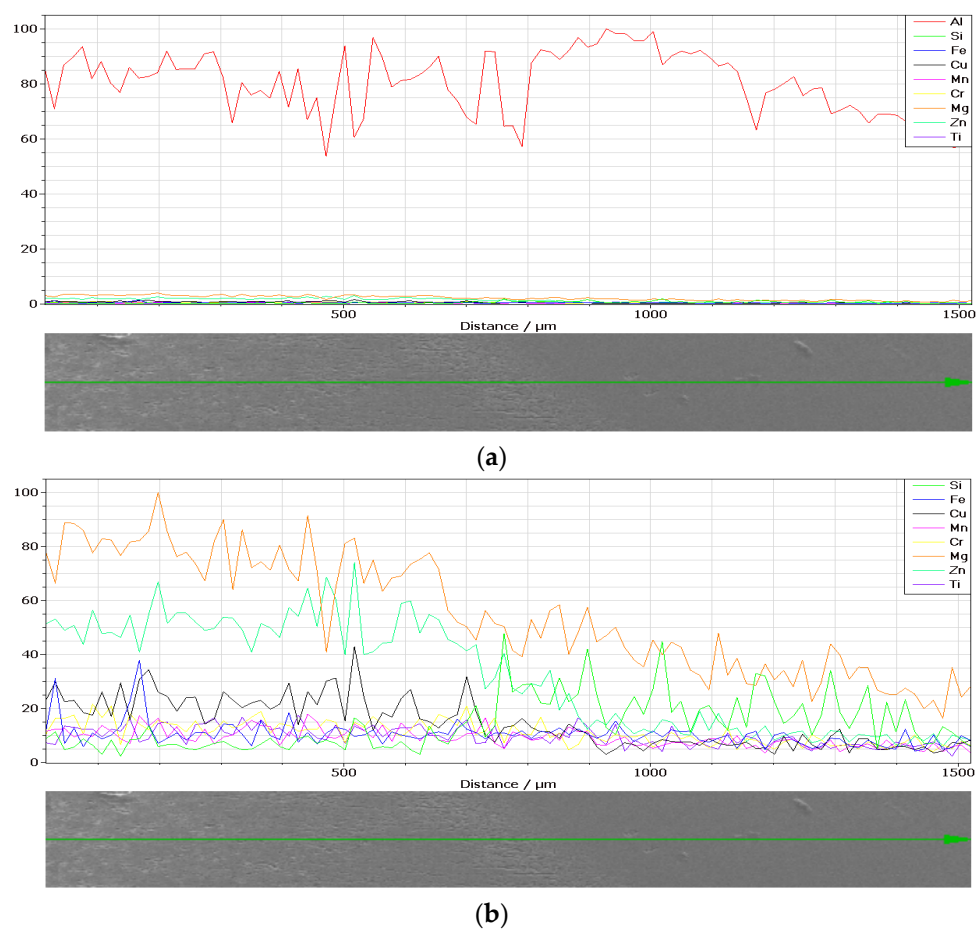 100
80
60
40
20
0
500
1000
1500
Distance / µm
Al
Si
Fe
Cu
Mn
Cr
Mg
Zn
Ti
(a)
100
80
60
40
20
0
500
1000
1500
Distance / µm
Si
Fe
Cu
Mn
Cr
Mg
Zn
Ti
(b)